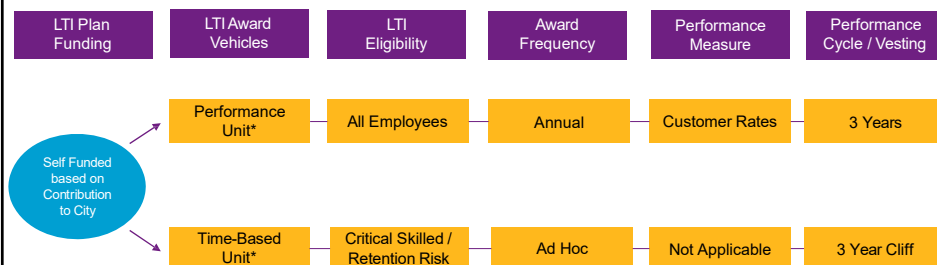 LTI Plan
Funding
LTI Award
Vehicles
LTI
Eligibility
Award
Frequency
Performance
Measure
Performance
Cycle / Vesting
Self Funded
based on
Contribution
to City
Performance
Unit*
All Employees
Annual
Customer Rates
3 Years
Time-Based
Unit*
Critical Skilled /
Retention Risk
Ad Hoc
Not Applicable
3 Year Cliff